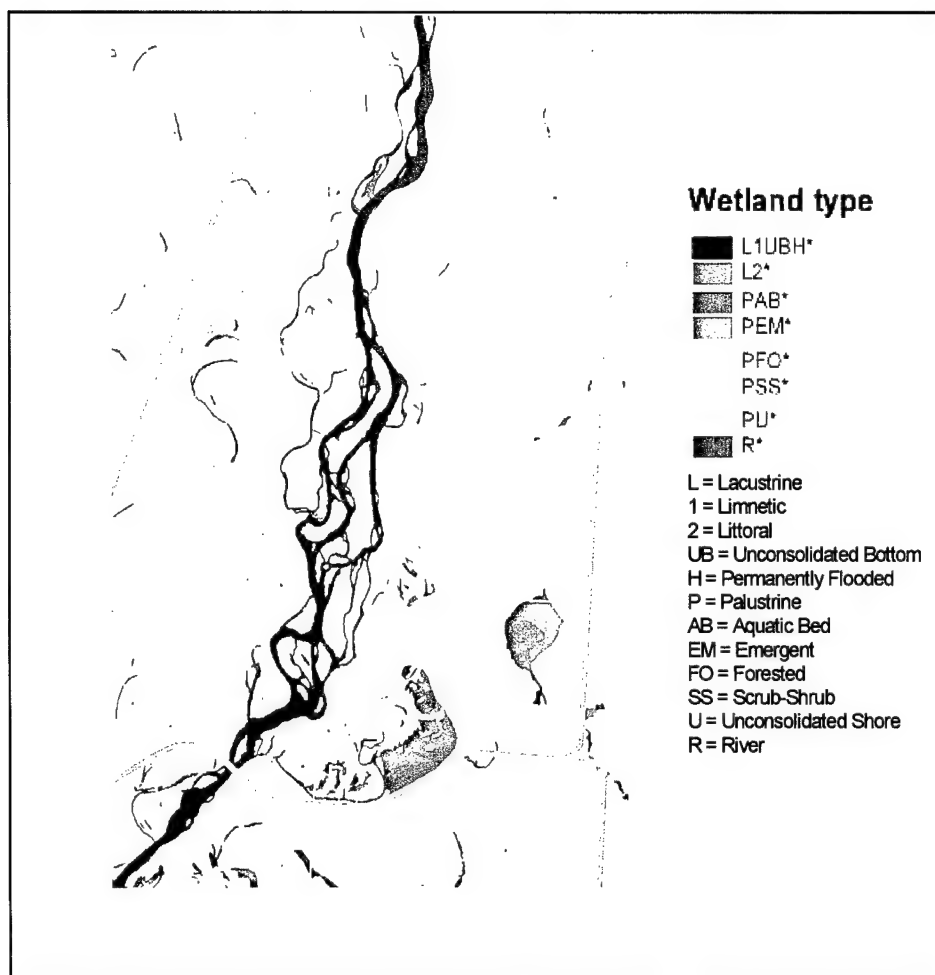 Wetland type
L1UBH*
L2*
PAB*
PEM*
PFO*
PSS*
PU*
R*
L = Lacustrine
1 = Limnetic
2 = Littoral
UB = Unconsolidated Bottom
H = Permanently Flooded
P = Palustrine
AB = Aquatic Bed
EM = Emergent
FO = Forested
SS = Scrub-Shrub
U = Unconsolidated Shore
R = River